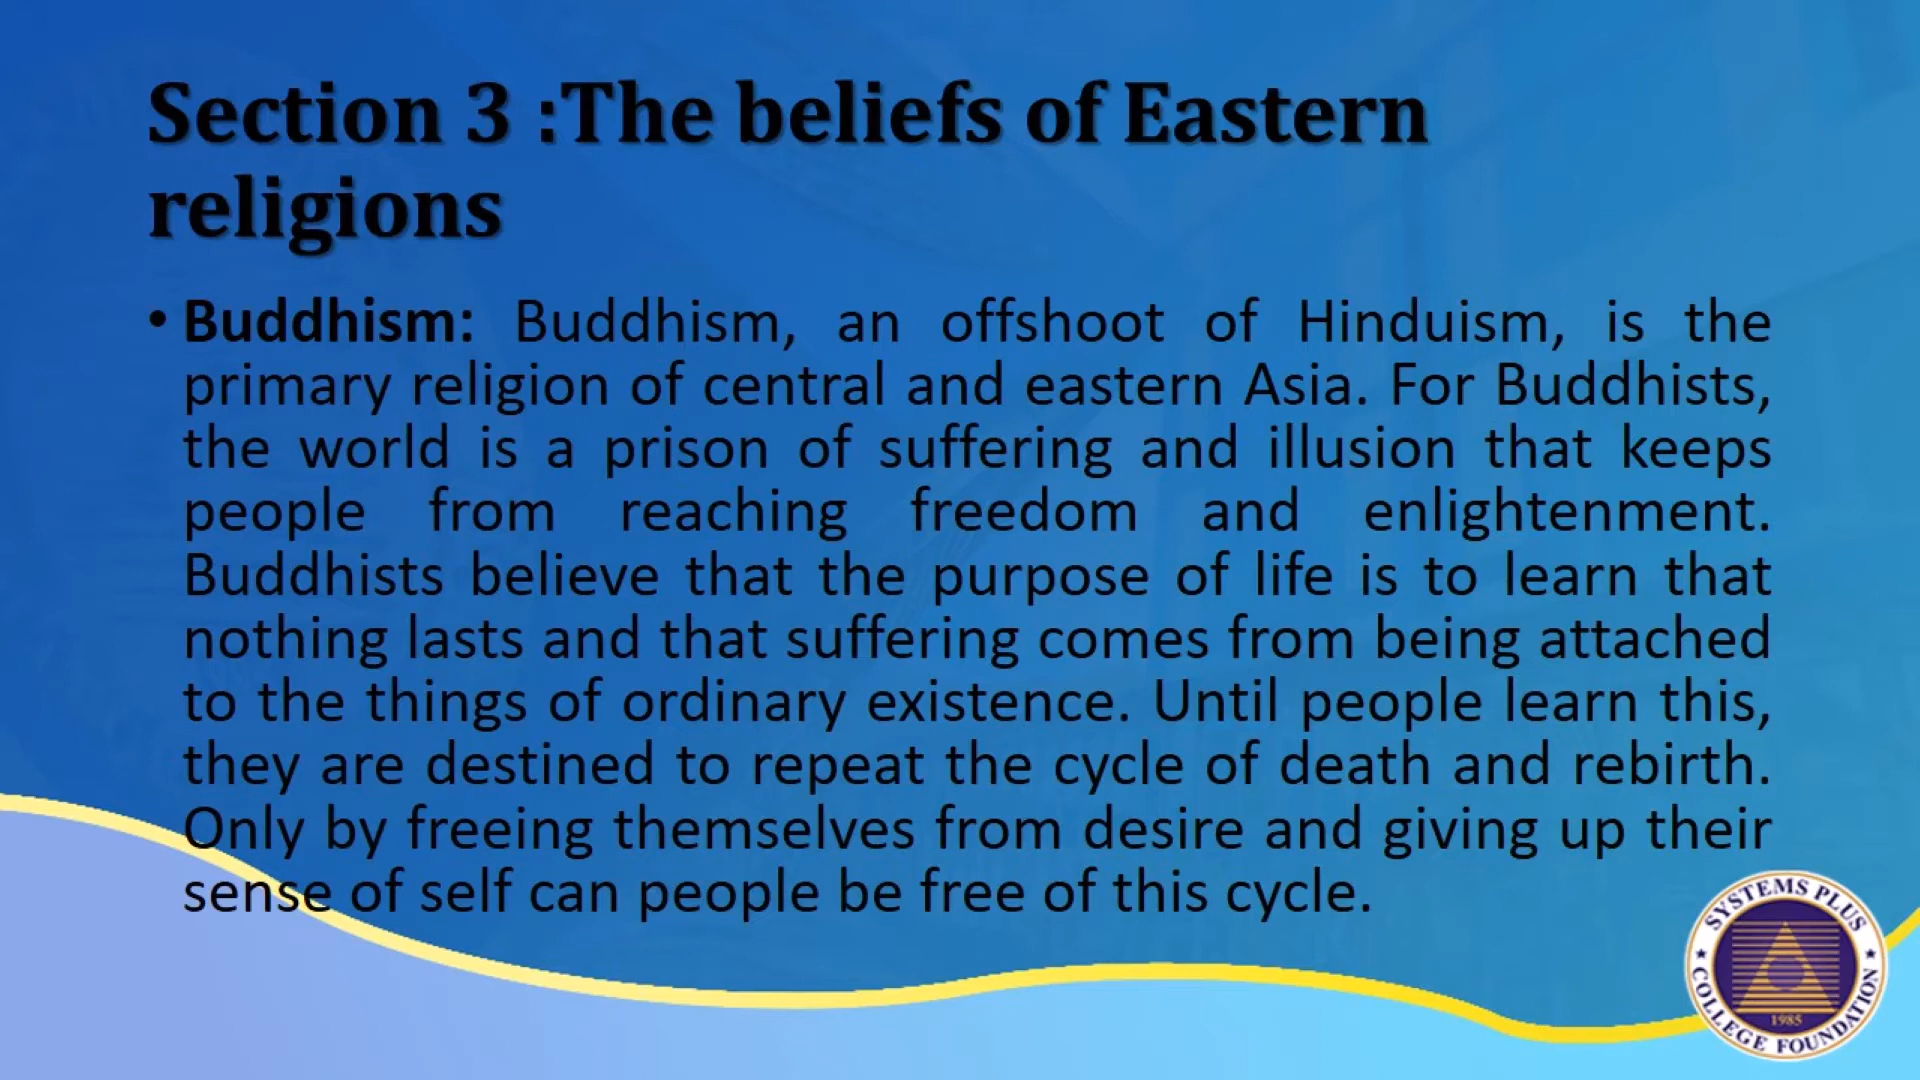 Section 3 :The beliefs of Eastern
religions
• Buddhism: Buddhism, an offshoot of Hinduism, is the
primary religion of central and eastern Asia. For Buddhists,
the world is a prison of suffering and illusion that keeps
people from reaching freedom and enlightenment.
Buddhists believe that the purpose of life is to learn that
nothing lasts and that suffering comes from being attached
to the things of ordinary existence. Until people learn this,
they are destined to repeat the cycle of death and rebirth.
Only by freeing themselves from desire and giving up their
sense of self can people be free of this cycle.
SYSTEMS PLUS
COLLEGE FOUNDATION
1985